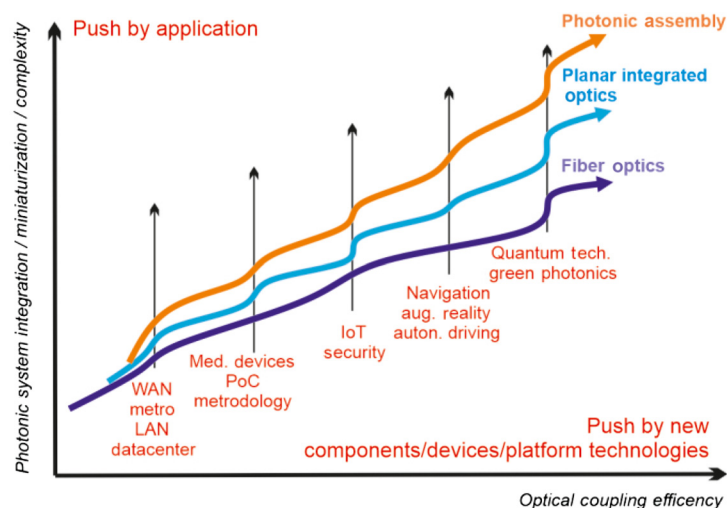 Push by application
Photonic assembly
Planar integrated
optics
Fiber optics
Photonic system integration / miniaturization / complexity
Quantum tech.
green photonics
Navigation
aug. reality
auton. driving
IoT
security
Med. devices
PoC
metrodology
WAN
metro
LAN
datacenter
Push by new
components/devices/platform technologies
Optical coupling efficency